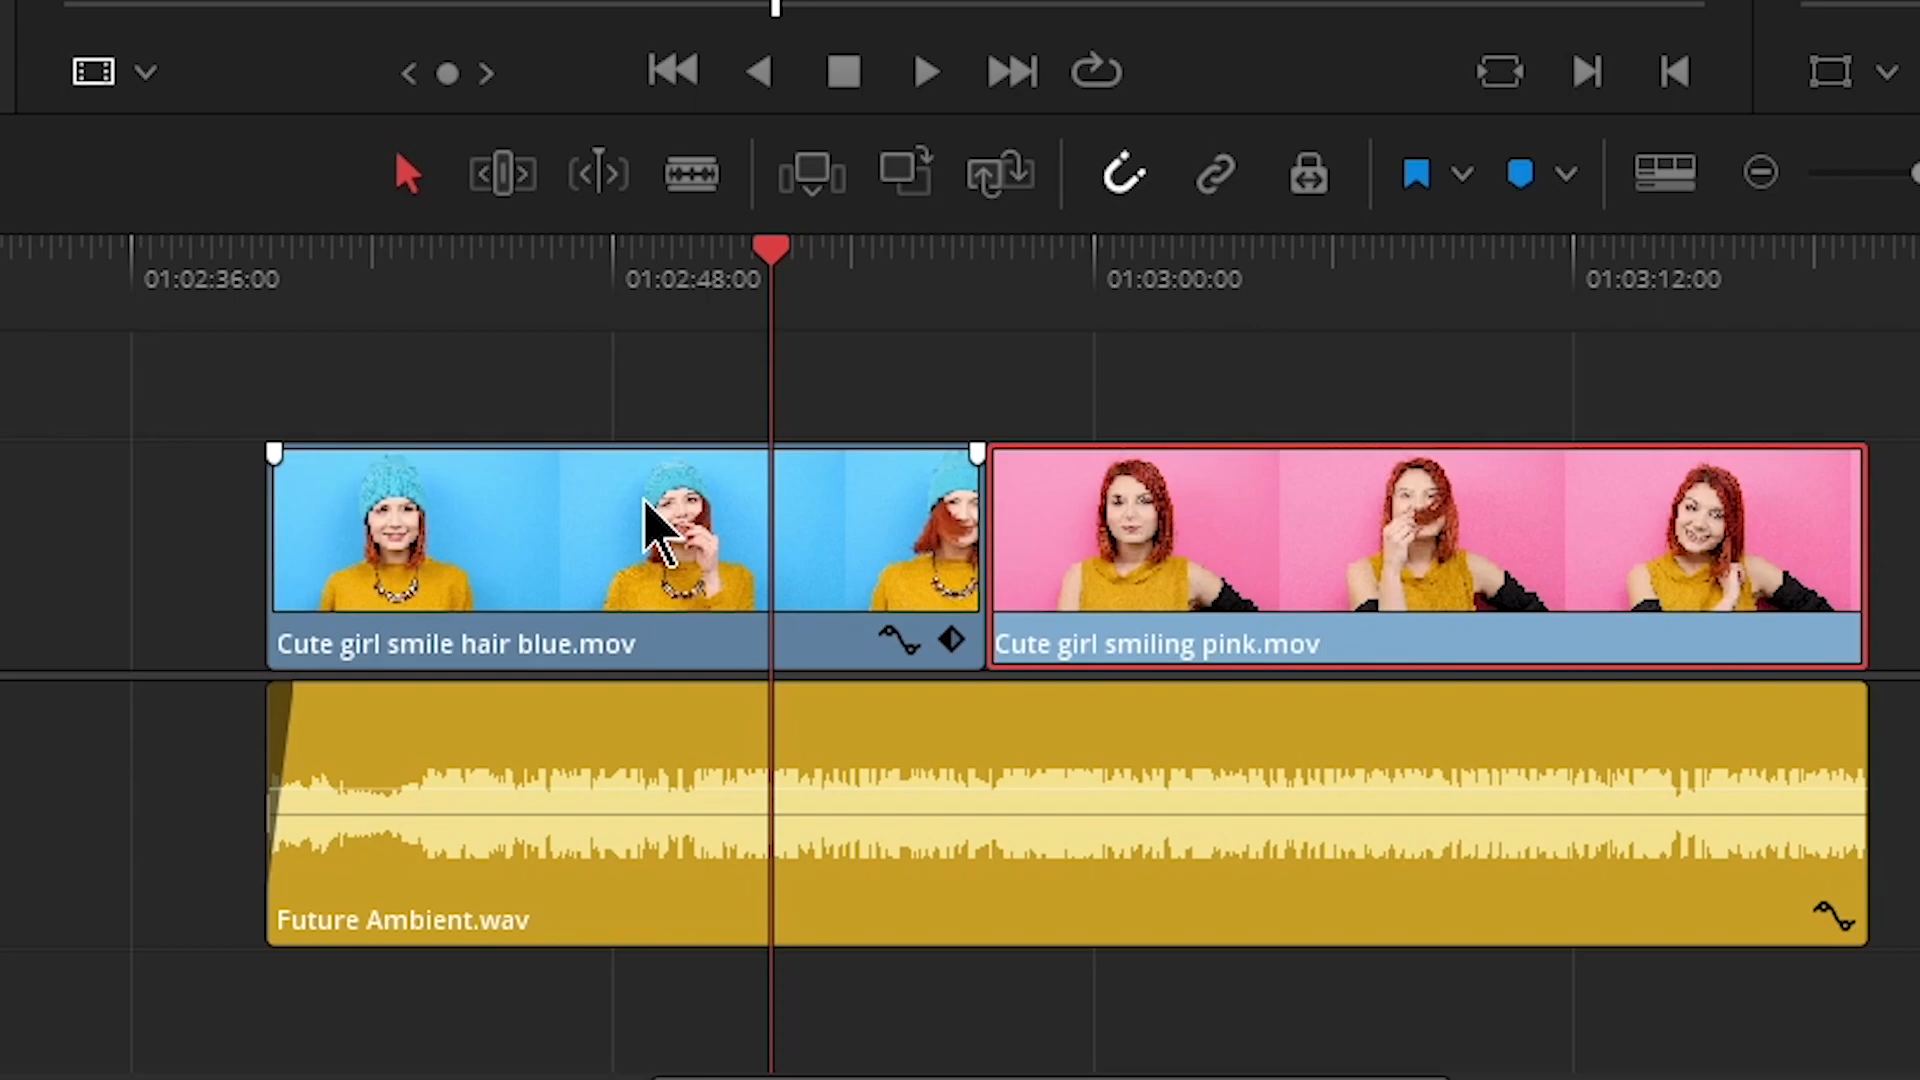 01:02:36:00
01:02:48:00
01:03:00:00
01:03:12:00
Cute girl smile hair blue.mov
Cute girl smiling pink.mov
Future Ambient.wav